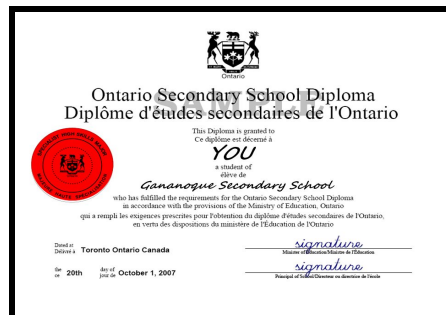 Ontario
SAMPLE
Ontario Secondary School Diploma
Diplôme d'études secondaires de l'Ontario
This Diploma is granted to
Ce diplôme est décerné à
YOU
a student of
élève de
Gananoque Secondary School
who has fulfilled the requirements for the Ontario Secondary School Diploma
in accordance with the provisions of the Ministry of Education, Ontario
qui a rempli les exigences prescrites pour l'obtention du diplôme d'études secondaires de l'Ontario,
en vertu des dispositions du ministère de l'Éducation de l'Ontario
SPECIALIST HIGH SKILLS MAJOR
Dated at
Délivré à
Toronto Ontario Canada
signature
Minister of Education/Ministre de l'Éducation
the
ce
20th
day of
jour de
October 1, 2007
signature
Principal of School/Directeur ou directrice de l'école